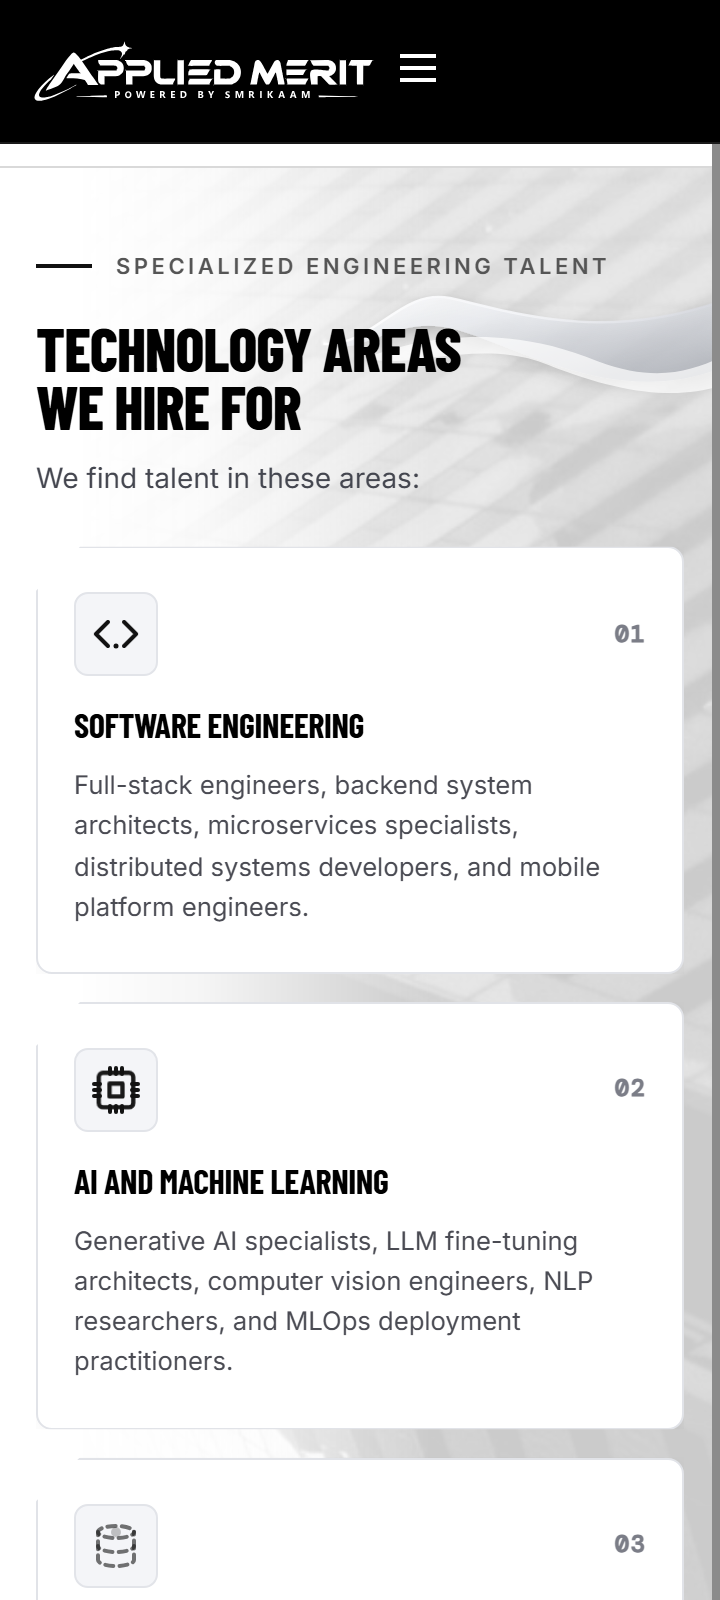 APPLIED MERIT
POWERED BY SMRIKAAM
SPECIALIZED ENGINEERING TALENT
TECHNOLOGY AREAS
WE HIRE FOR
We find talent in these areas:
01
SOFTWARE ENGINEERING
Full-stack engineers, backend system
architects, microservices specialists,
distributed systems developers, and mobile
platform engineers.
02
AI AND MACHINE LEARNING
Generative AI specialists, LLM fine-tuning
architects, computer vision engineers, NLP
researchers, and MLOps deployment
practitioners.
03